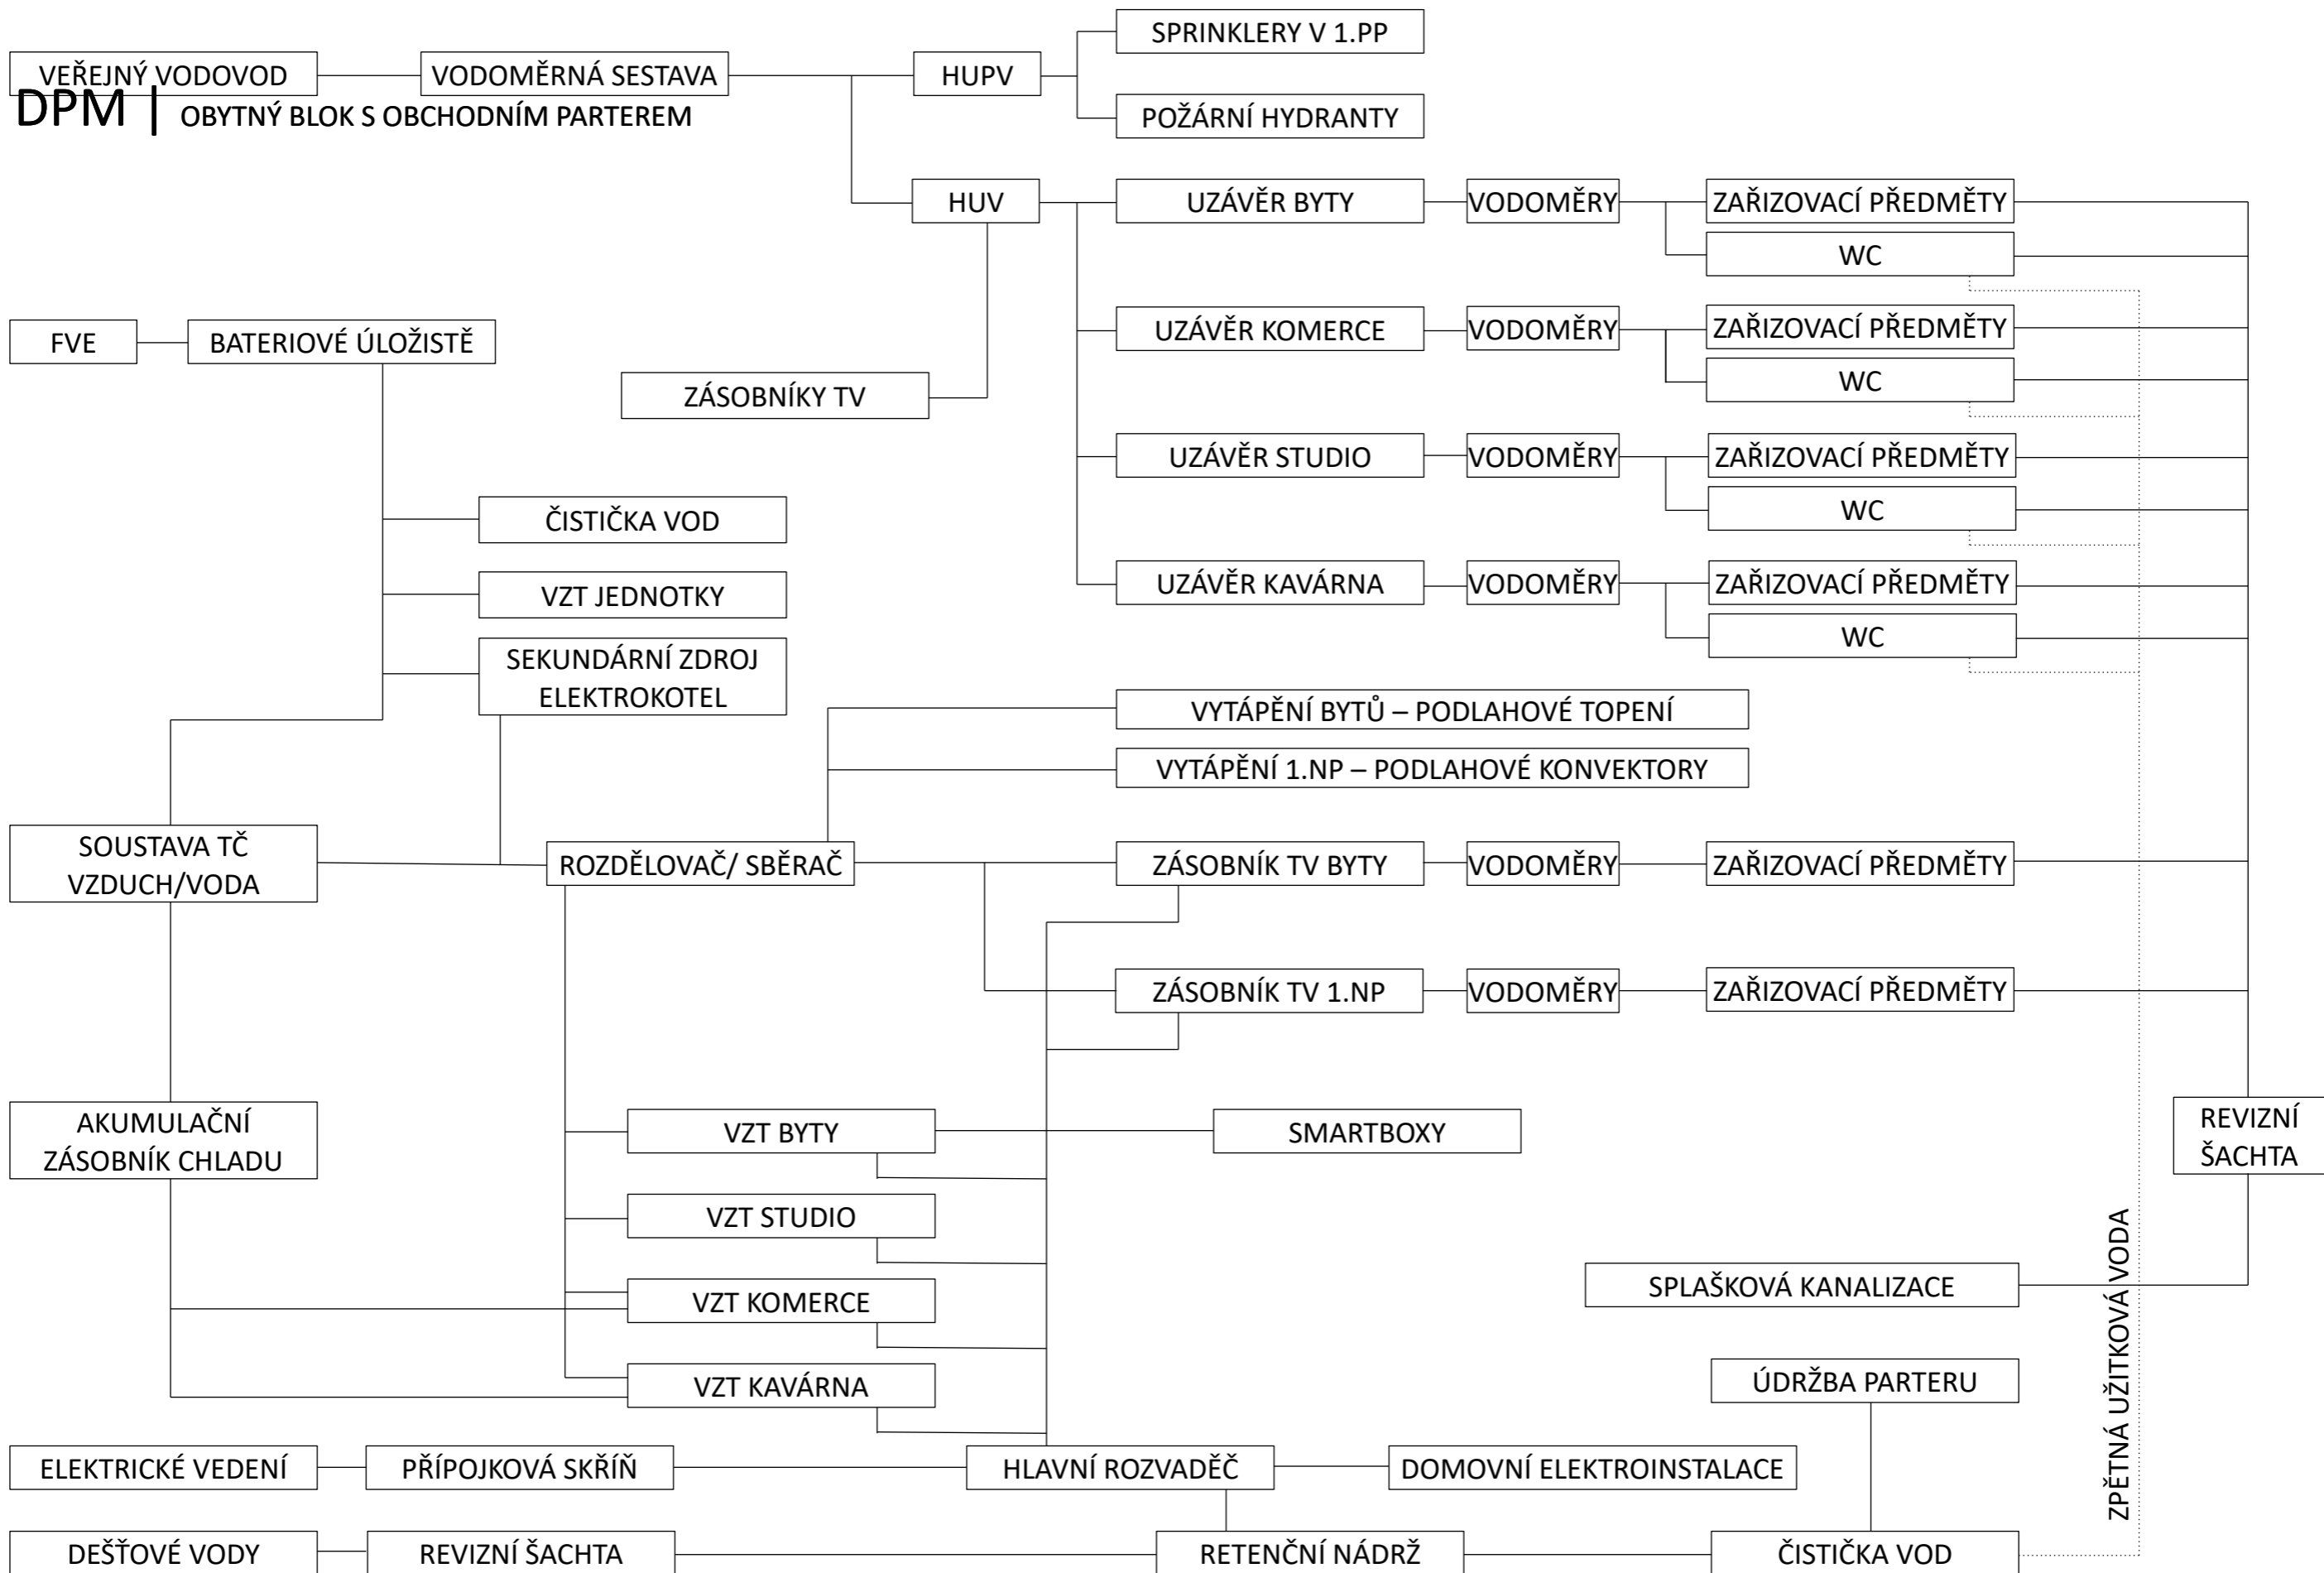 SPRINKLERY V 1.PP
VEŘEJNÝ VODOVOD
VODOMĚRNÁ SESTAVA
HUPV
DPM | OBYTNÝ BLOK S OBCHODNÍM PARTEREM
POŽÁRNÍ HYDRANTY
HUV
UZÁVĚR BYTY
VODOMĚRY
ZAŘIZOVACÍ PŘEDMĚTY
WC
FVE
BATERIOVÉ ÚLOŽISTĚ
UZÁVĚR KOMERCE
VODOMĚRY
ZAŘIZOVACÍ PŘEDMĚTY
WC
ZÁSOBNÍKY TV
UZÁVĚR STUDIO
VODOMĚRY
ZAŘIZOVACÍ PŘEDMĚTY
WC
ČISTIČKA VOD
VZT JEDNOTKY
UZÁVĚR KAVÁRNA
VODOMĚRY
ZAŘIZOVACÍ PŘEDMĚTY
WC
SEKUNDÁRNÍ ZDROJ
ELEKTROKOTEL
VYTÁPĚNÍ BYTŮ – PODLAHOVÉ TOPENÍ
VYTÁPĚNÍ 1.NP – PODLAHOVÉ KONVEKTORY
SOUSTAVA TČ
VZDUCH/VODA
ROZDĚLOVAČ/ SBĚRAČ
ZÁSOBNÍK TV BYTY
VODOMĚRY
ZAŘIZOVACÍ PŘEDMĚTY
ZÁSOBNÍK TV 1.NP
VODOMĚRY
ZAŘIZOVACÍ PŘEDMĚTY
AKUMULAČNÍ
ZÁSOBNÍK CHLADU
VZT BYTY
SMARTBOXY
REVIZNÍ
ŠACHTA
VZT STUDIO
VZT KOMERCE
SPLAŠKOVÁ KANALIZACE
ZPĚTNÁ UŽITKOVÁ VODA
VZT KAVÁRNA
ÚDRŽBA PARTERU
ELEKTRICKÉ VEDENÍ
PŘÍPOJKOVÁ SKŘÍŇ
HLAVNÍ ROZVADĚČ
DOMOVNÍ ELEKTROINSTALACE
DEŠŤOVÉ VODY
REVIZNÍ ŠACHTA
RETENČNÍ NÁDRŽ
ČISTIČKA VOD